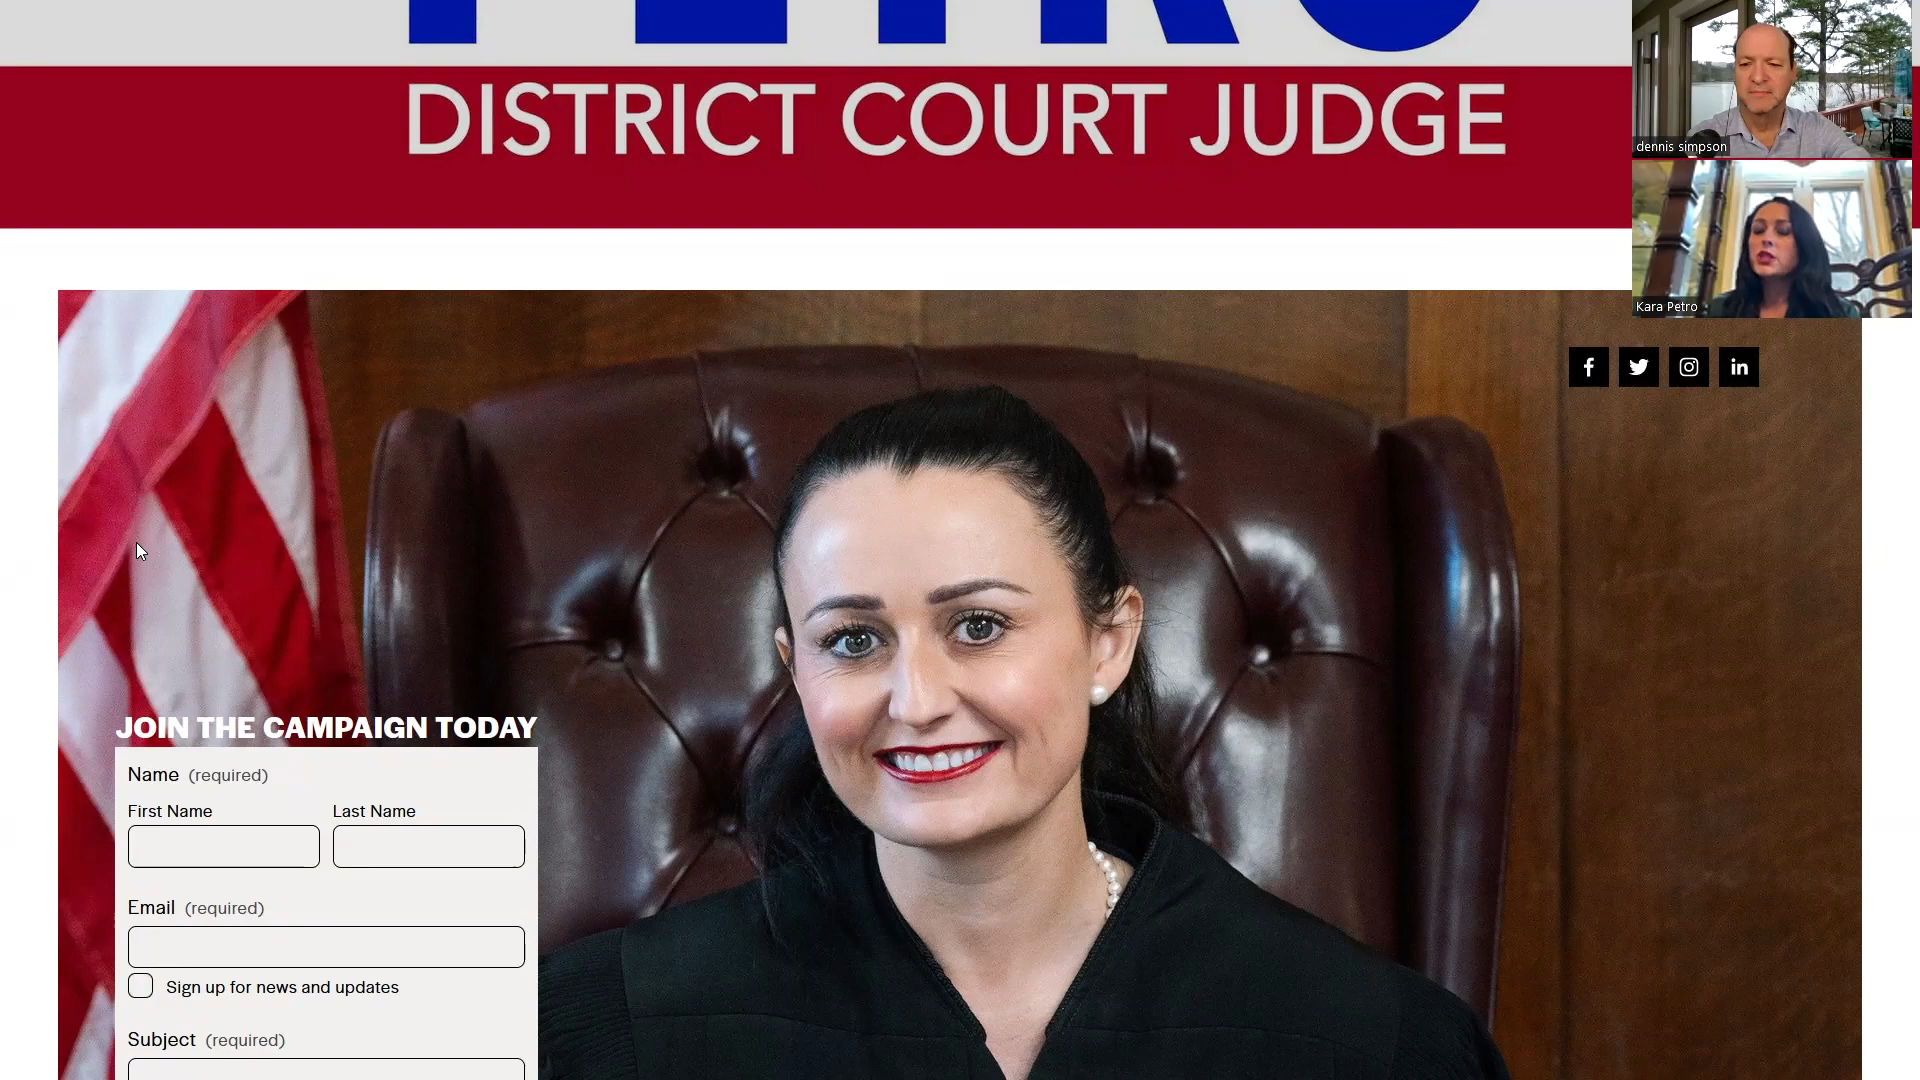 PETRO
DISTRICT COURT JUDGE
dennis simpson
Kara Petro
JOIN THE CAMPAIGN TODAY
Name (required)
First Name Last Name
Email (required)
Sign up for news and updates
Subject (required)